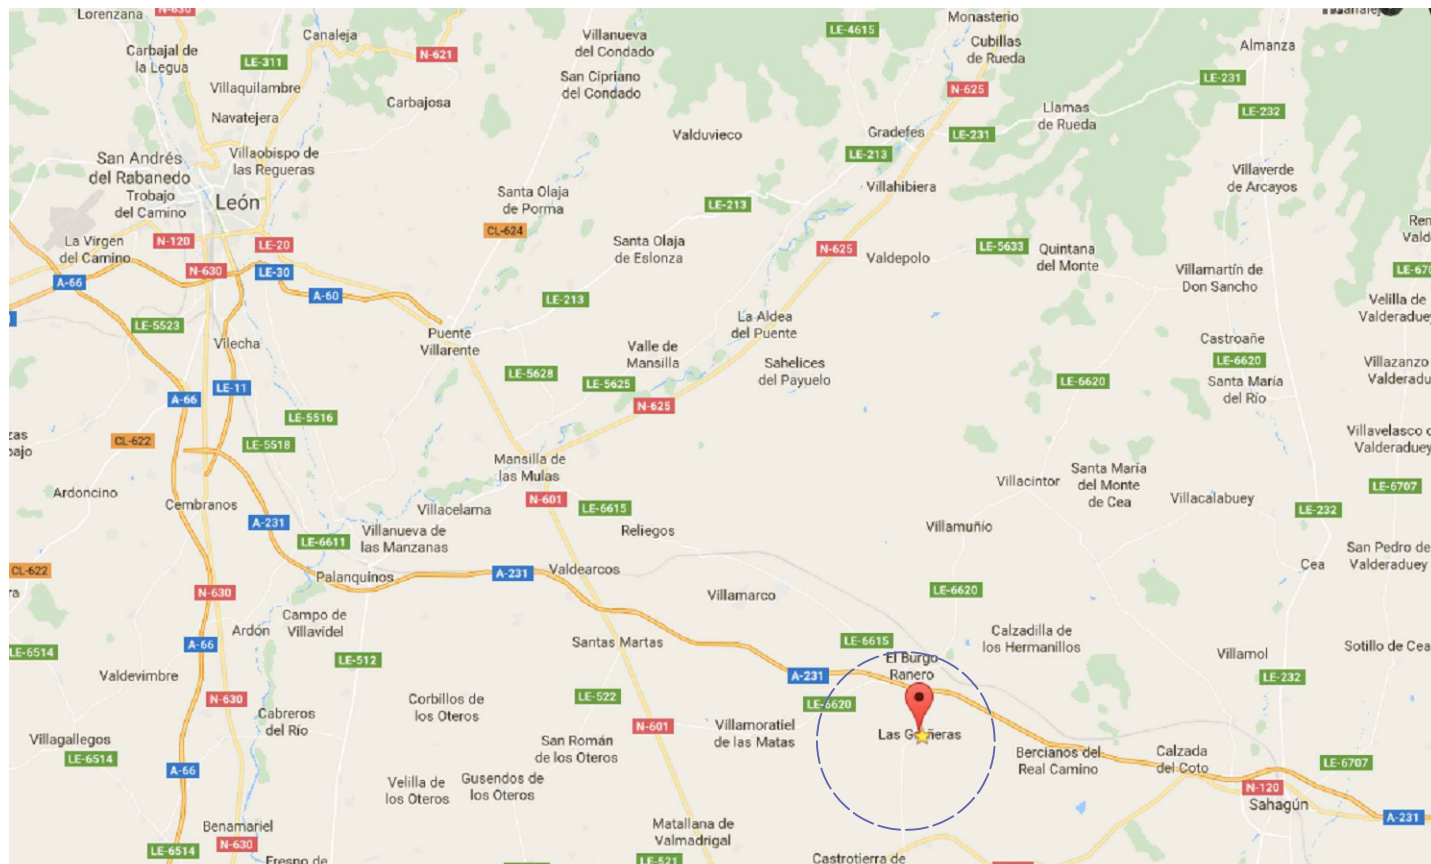 Lorenzana
N-630
Canaleja
Villanueva
del Condado
LE-4615
Monasterio
Cubillas
de Rueda
Almanza
Carbajal de
la Legua
LE-311
N-621
San Cipriano
del Condado
LE-231
Villaquilambre
Carbajosa
N-625
Llamas
de Rueda
LE-232
Navatejera
Valduvieco
Gradefes
LE-231
San Andrés
del Rabanedo
Villaobispo de
las Regueras
LE-213
Villaverde
de Arcayos
Trobajo
del Camino
León
Santa Olaja
de Porma
Villahibiera
LE-213
CL-624
La Virgen
del Camino
N-120
LE-20
Santa Olaja
de Eslonza
N-625
Valdepolo
LE-5633
Quintana
del Monte
N-630
LE-30
Villamartín de
Don Sancho
A-66
A-60
LE-213
Velilla de
Valderaduey
LE-5523
Vilecha
Puente
Villarente
La Aldea
del Puente
Castroañe
Valle de
Mansilla
Sahelices
del Payuelo
LE-6620
Villazanzo
LE-5628
LE-5625
LE-6620
Santa María
del Río
A-66
LE-11
N-625
LE-5516
CL-622
LE-5518
Mansilla de
las Mulas
Santa María
del Monte
de Cea
Valderaduey
Ardoncino
Villacintor
LE-6707
Cembranos
N-601
Villacalabuey
Villacelama
LE-6615
LE-232
A-231
Villanueva de
las Manzanas
Reliegos
Villamuñío
LE-6611
San Pedro de
Valderaduey
CL-622
Palanquinos
A-231
Valdearcos
Cea
N-630
Villamarco
LE-6620
Campo de
Villavidel
Ardón
A-66
Santas Martas
LE-6615
Calzadilla de
los Hermanillos
Sotillo de Cea
LE-6514
LE-512
El Burgo
Ranero
Villamol
Valdevimbre
A-231
LE-232
N-630
Corbillos de
los Oteros
LE-522
LE-6620
Cabreros
del Río
N-601
Villamoratiel
de las Matas
Villagallegos
San Román
de los Oteros
Bercianos del
Real Camino
Calzada
del Coto
LE-6514
A-66
Velilla de
los Oteros
Gusendos de
los Oteros
LE-6707
N-120
Sahagún
A-231
Benamariel
Matallana de
Valmadrigal
N-630
LE-6514
Fresno de
LE-521
Castrotierra de